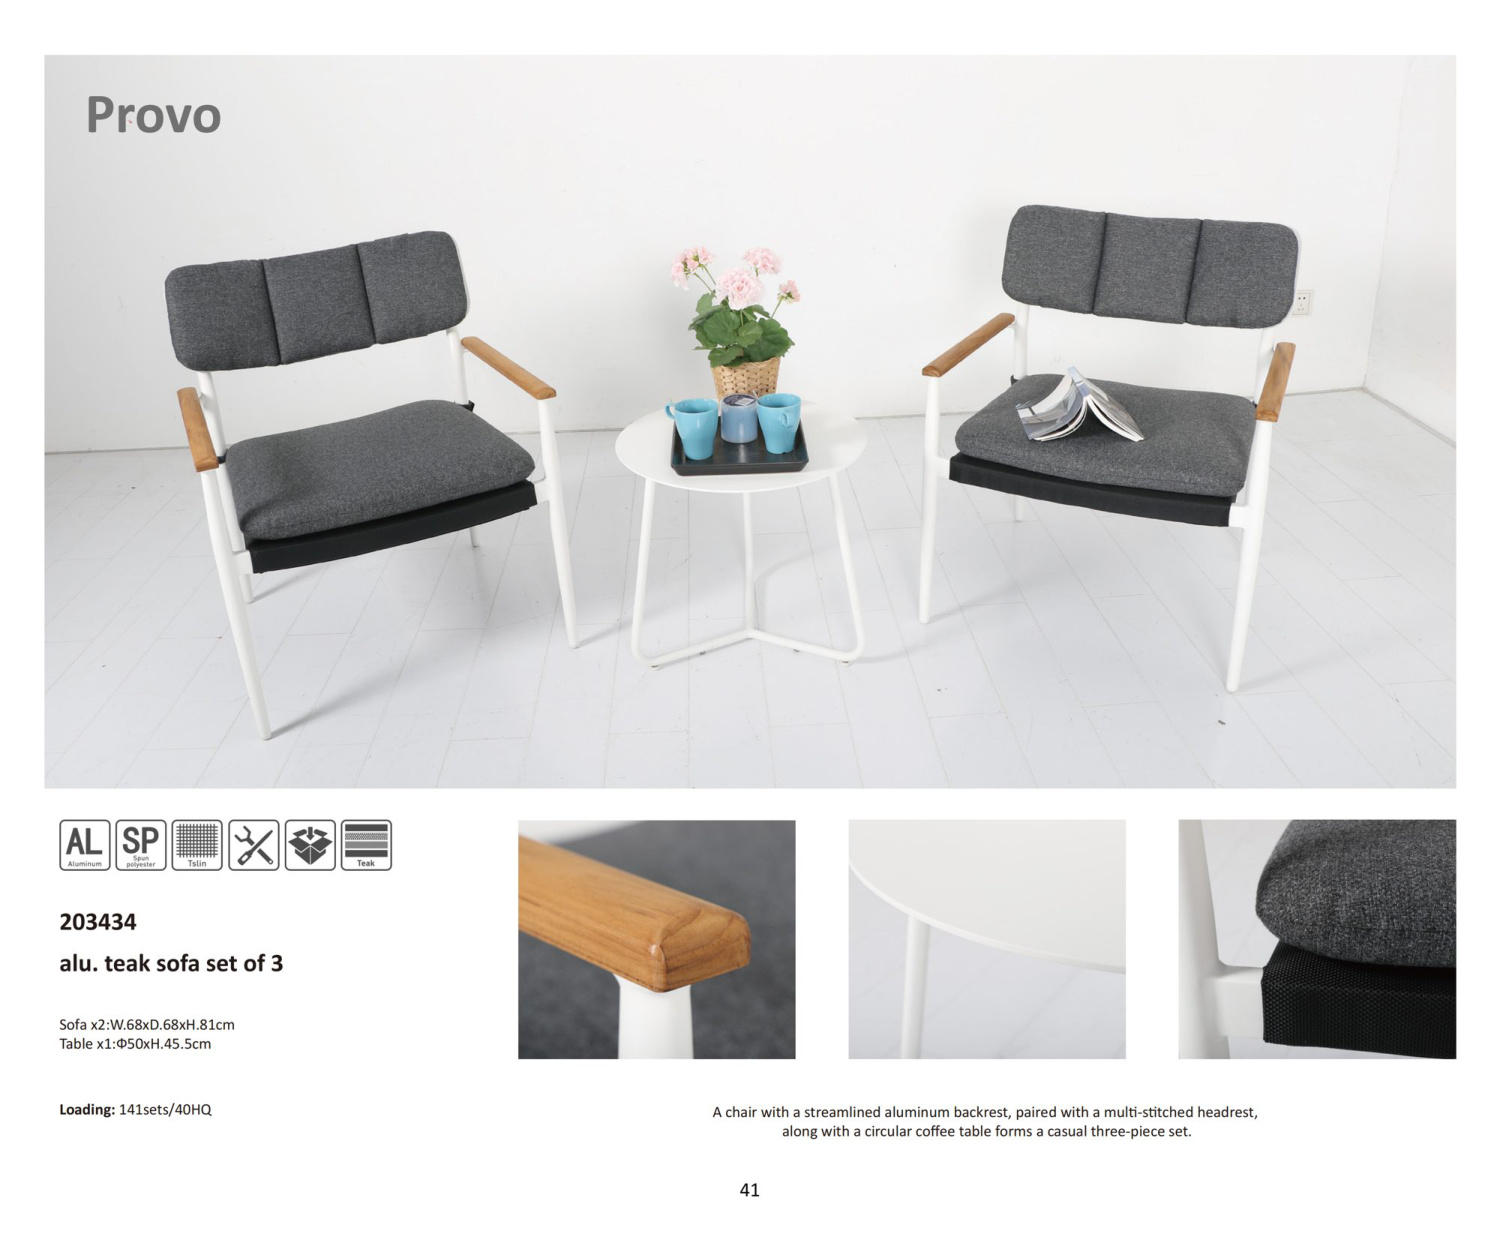 Provo
AL
Aluminum
SP
Spun
polyester
Tslin
Teak
203434
alu. teak sofa set of 3
Sofa x2:W.68xD.68xH.81cm
Table x1:Φ50xH.45.5cm
Loading: 141sets/40HQ
A chair with a streamlined aluminum backrest, paired with a multi-stitched headrest,
along with a circular coffee table forms a casual three-piece set.
41